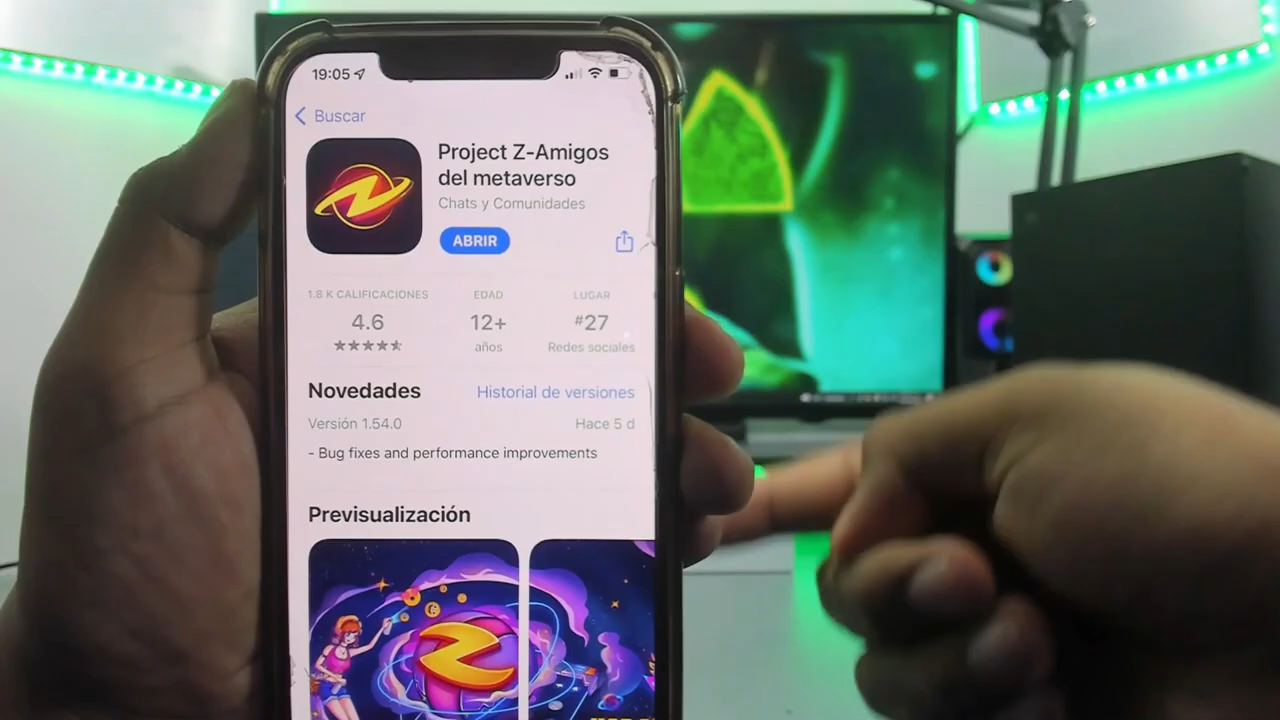 19:05
Buscar
Project Z-Amigos
del metaverso
Chats y Comunidades
ABRIR
1.8 K CALIFICACIONES
EDAD
LUGAR
4.6
12+
#27
años
Redes sociales
Novedades
Historial de versiones
Versión 1.54.0
Hace 5 d
- Bug fixes and performance improvements
Previsualización
Z